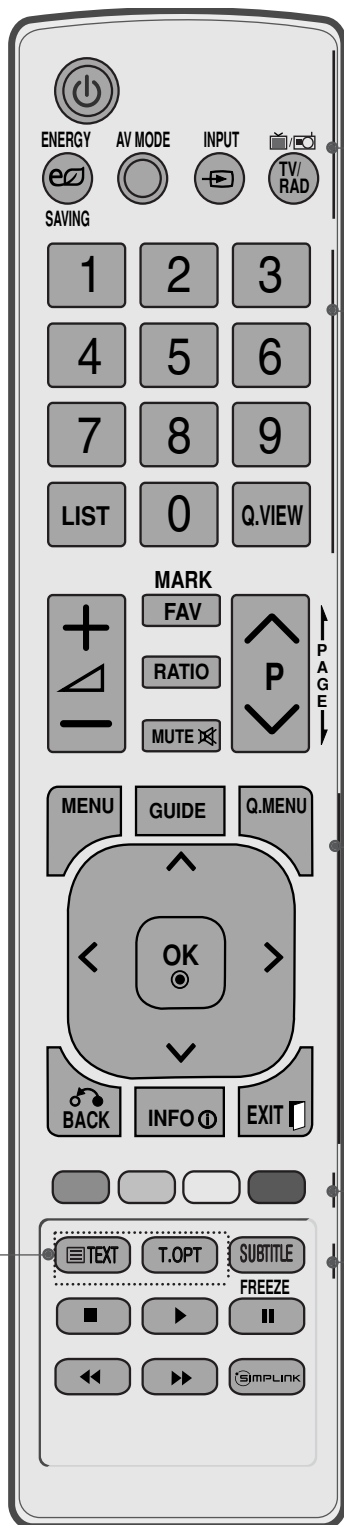 ENERGY AV MODE INPUT
TV/
RAD
SAVING
1 2 3
4 5 6
7 8 9
LIST 0 Q.VIEW
MARK
FAV
RATIO
P
PAGE
MUTE
MENU GUIDE Q.MENU
OK
BACK INFO EXIT
TEXT T.OPT SUBTITLE
FREEZE
SIMPLINK